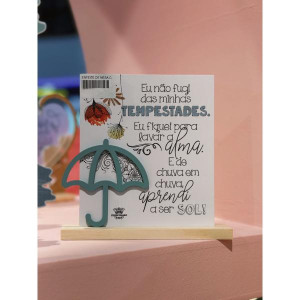 Eu não fugi
das minhas
TEMPESTADES.
Eu fiquei para
lavar a
alma.
E de
chuva em
chuva,
aprendi
a ser SOL!